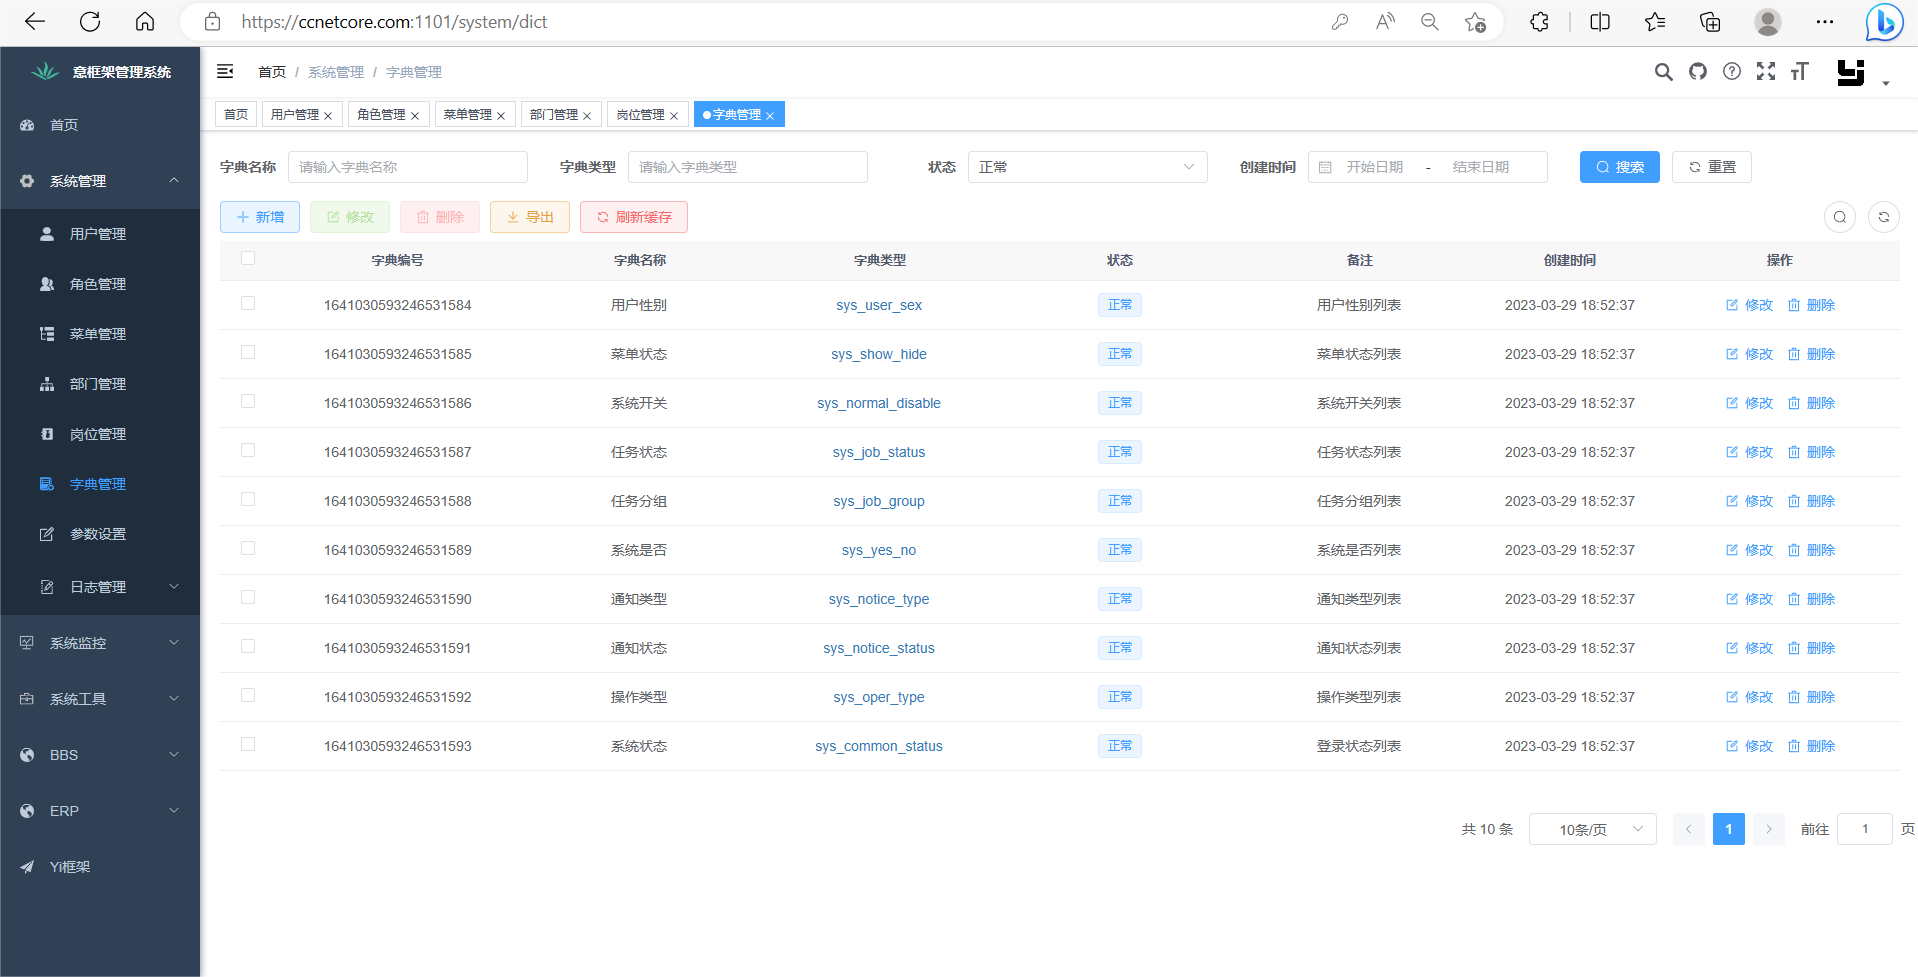 https://ccnetcore.com:1101/system/dict
意框架管理系统
首页 / 系统管理 / 字典管理
首页 用户管理 × 角色管理 × 菜单管理 × 部门管理 × 岗位管理 × 字典管理 ×
首页
系统管理
用户管理
角色管理
菜单管理
部门管理
岗位管理
字典管理
参数设置
日志管理
系统监控
系统工具
BBS
ERP
Yi框架
字典名称 请输入字典名称 字典类型 请输入字典类型 状态 正常 创建时间 开始日期 - 结束日期 搜索 重置
新增 修改 删除 导出 刷新缓存
字典编号 字典名称 字典类型 状态 备注 创建时间 操作
1641030593246531584 用户性别 sys_user_sex 正常 用户性别列表 2023-03-29 18:52:37 修改 删除
1641030593246531585 菜单状态 sys_show_hide 正常 菜单状态列表 2023-03-29 18:52:37 修改 删除
1641030593246531586 系统开关 sys_normal_disable 正常 系统开关列表 2023-03-29 18:52:37 修改 删除
1641030593246531587 任务状态 sys_job_status 正常 任务状态列表 2023-03-29 18:52:37 修改 删除
1641030593246531588 任务分组 sys_job_group 正常 任务分组列表 2023-03-29 18:52:37 修改 删除
1641030593246531589 系统是否 sys_yes_no 正常 系统是否列表 2023-03-29 18:52:37 修改 删除
1641030593246531590 通知类型 sys_notice_type 正常 通知类型列表 2023-03-29 18:52:37 修改 删除
1641030593246531591 通知状态 sys_notice_status 正常 通知状态列表 2023-03-29 18:52:37 修改 删除
1641030593246531592 操作类型 sys_oper_type 正常 操作类型列表 2023-03-29 18:52:37 修改 删除
1641030593246531593 系统状态 sys_common_status 正常 登录状态列表 2023-03-29 18:52:37 修改 删除
共 10 条 10条/页 1 前往 1 页